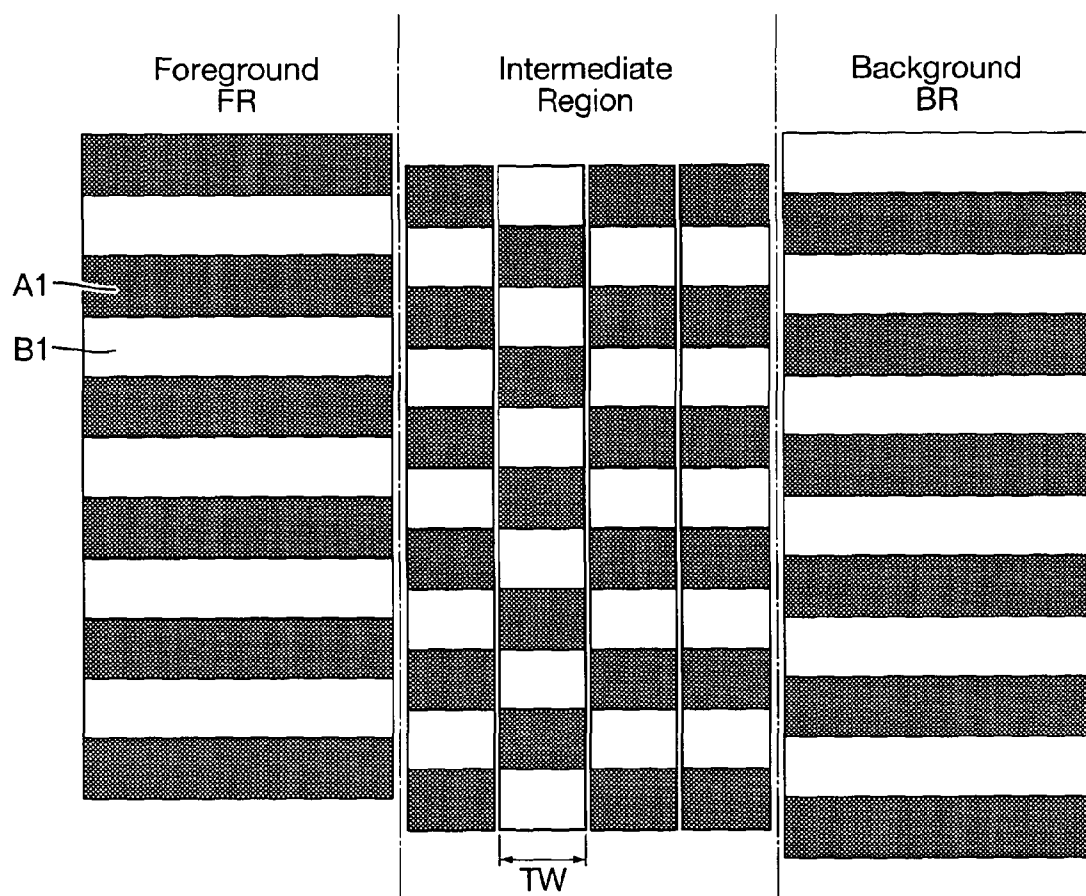 Foreground
FR
Intermediate
Region
Background
BR
A1
B1
TW